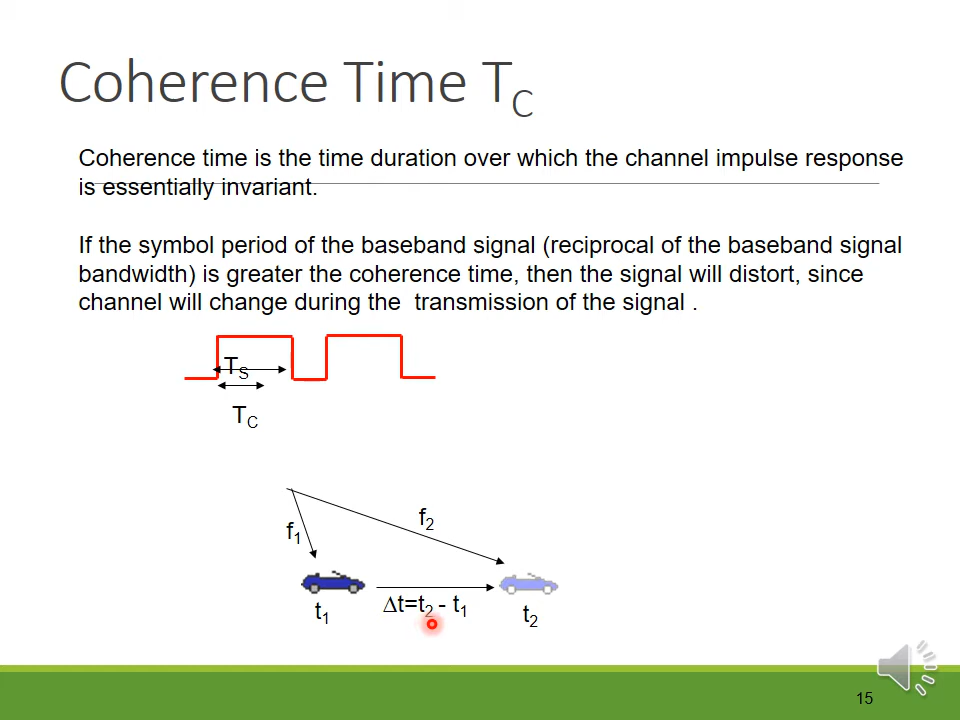 Coherence Time T_C
Coherence time is the time duration over which the channel impulse response
is essentially invariant.
If the symbol period of the baseband signal (reciprocal of the baseband signal
bandwidth) is greater the coherence time, then the signal will distort, since
channel will change during the transmission of the signal .
T_S
T_C
f_2
f_1
Δt=t_2 - t_1
t_1
t_2
15